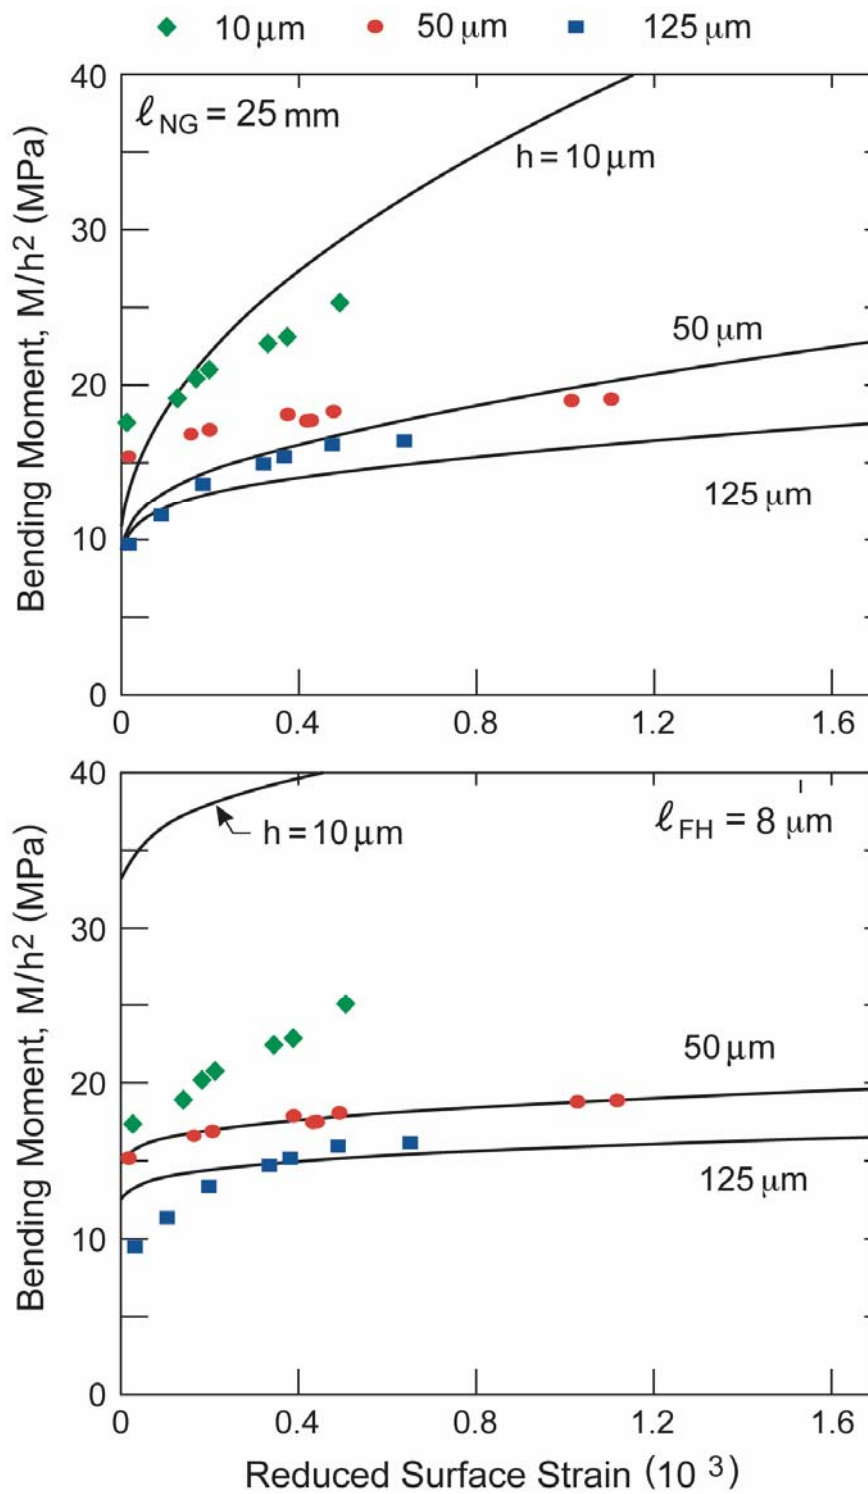 10 μm 50 μm 125 μm
40
ℓNG = 25 mm
h = 10 μm
30
50 μm
20
125 μm
10
0
0 0.4 0.8 1.2 1.6
Bending Moment, M/h² (MPa)
40
h = 10 μm
ℓFH = 8 μm
30
50 μm
20
125 μm
10
0
0 0.4 0.8 1.2 1.6
Bending Moment, M/h² (MPa)
Reduced Surface Strain (10 ³)